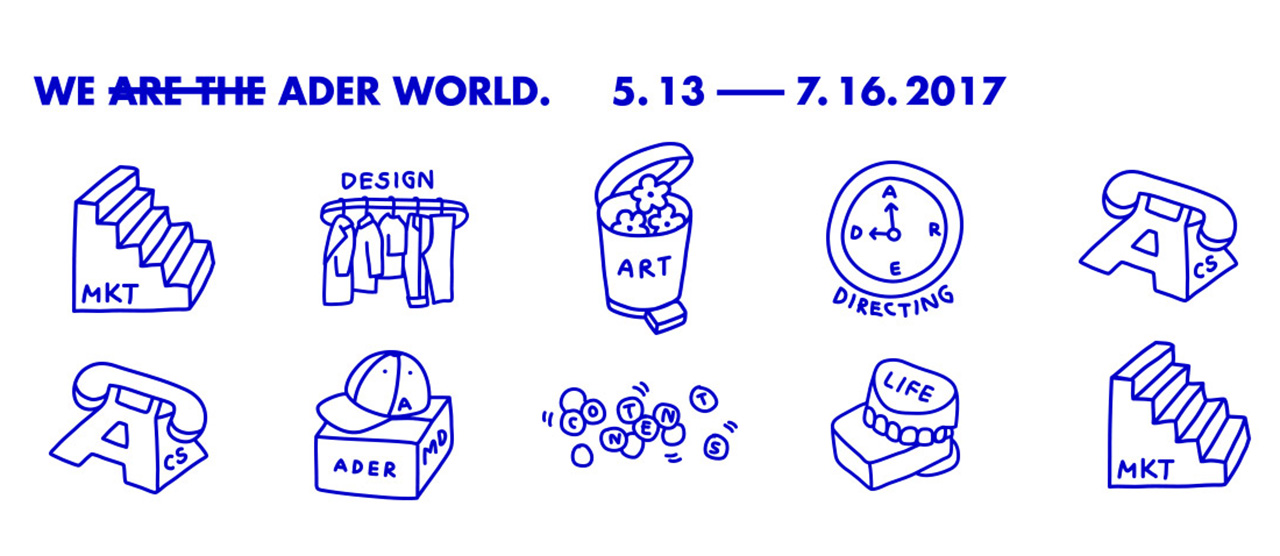 WE ARE THE ADER WORLD. 5. 13 — 7. 16. 2017
DESIGN
MKT
ART
A
D R
E
DIRECTING
A CS
A CS
A
ADER MD
CONTENTS
LIFE
MKT